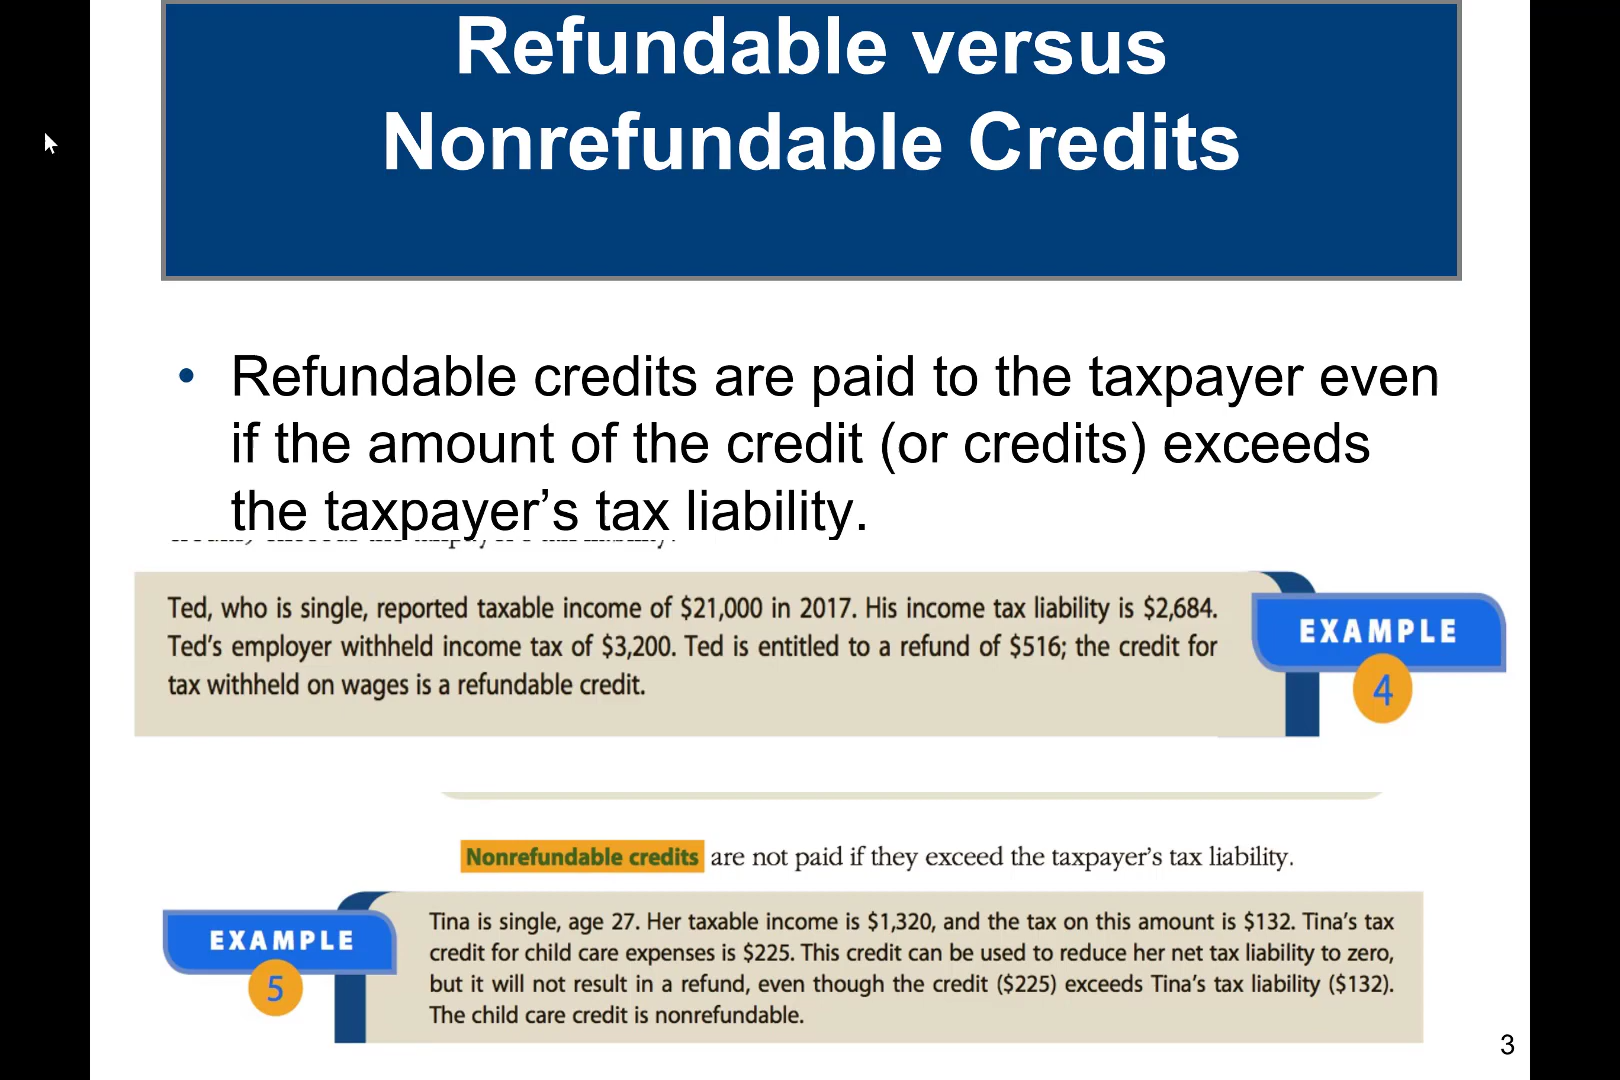 Refundable versus
Nonrefundable Credits
• Refundable credits are paid to the taxpayer even
if the amount of the credit (or credits) exceeds
the taxpayer’s tax liability.
Ted, who is single, reported taxable income of $21,000 in 2017. His income tax liability is $2,684.
Ted’s employer withheld income tax of $3,200. Ted is entitled to a refund of $516; the credit for
tax withheld on wages is a refundable credit.
EXAMPLE
4
Nonrefundable credits are not paid if they exceed the taxpayer’s tax liability.
EXAMPLE
5
Tina is single, age 27. Her taxable income is $1,320, and the tax on this amount is $132. Tina’s tax
credit for child care expenses is $225. This credit can be used to reduce her net tax liability to zero,
but it will not result in a refund, even though the credit ($225) exceeds Tina’s tax liability ($132).
The child care credit is nonrefundable.
3